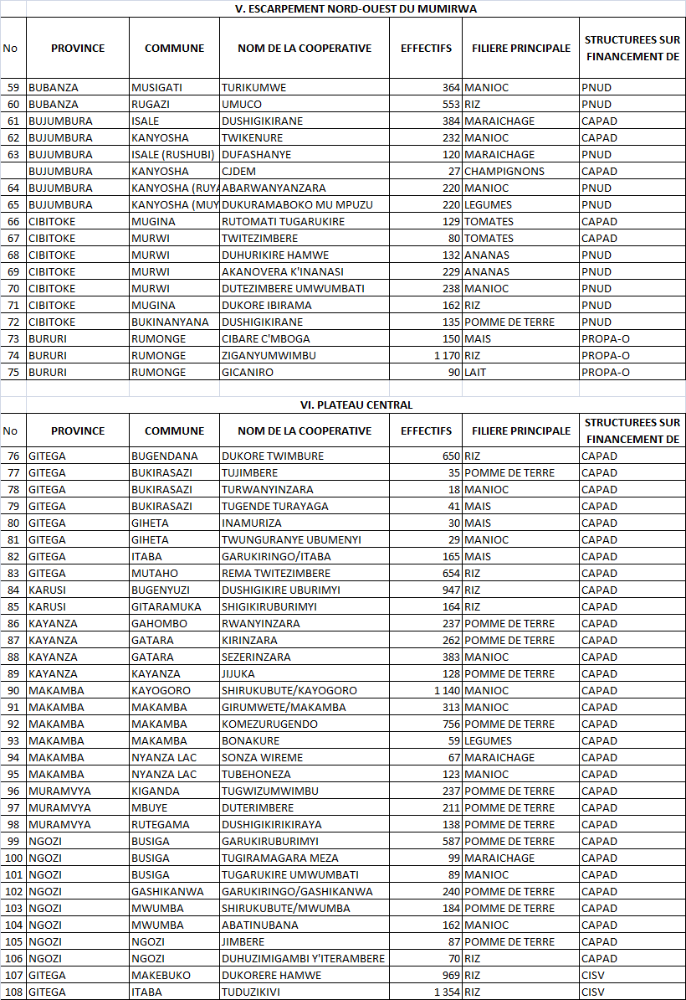 V. ESCARPEMENT NORD-OUEST DU MUMIRWA
No PROVINCE COMMUNE NOM DE LA COOPERATIVE EFFECTIFS FILIERE PRINCIPALE STRUCTUREES SUR FINANCEMENT DE
59 BUBANZA MUSIGATI TURIKUMWE 364 MANIOC PNUD
60 BUBANZA RUGAZI UMUCO 553 RIZ PNUD
61 BUJUMBURA ISALE DUSHIGIKIRANE 384 MARAICHAGE CAPAD
62 BUJUMBURA KANYOSHA TWIKENURE 232 MANIOC CAPAD
63 BUJUMBURA ISALE (RUSHUBI) DUFASHANYE 120 MARAICHAGE PNUD
BUJUMBURA KANYOSHA CJDEM 27 CHAMPIGNONS CAPAD
64 BUJUMBURA KANYOSHA (RUYA ABARWANYANZARA 220 MANIOC PNUD
65 BUJUMBURA KANYOSHA (MUY DUKURAMABOKO MU MPUZU 220 LEGUMES PNUD
66 CIBITOKE MUGINA RUTOMATI TUGARUKIRE 129 TOMATES CAPAD
67 CIBITOKE MURWI TWITEZIMBERE 80 TOMATES CAPAD
68 CIBITOKE MURWI DUHURIKIRE HAMWE 132 ANANAS PNUD
69 CIBITOKE MURWI AKANOVERA K'INANASI 229 ANANAS PNUD
70 CIBITOKE MURWI DUTEZIMBERE UMWUMBATI 238 MANIOC PNUD
71 CIBITOKE MUGINA DUKORE IBIRAMA 162 RIZ PNUD
72 CIBITOKE BUKINANYANA DUSHIGIKIRANE 135 POMME DE TERRE PNUD
73 BURURI RUMONGE CIBARE C'MBOGA 150 MAIS PROPA-O
74 BURURI RUMONGE ZIGANYUMWIMBU 1 170 RIZ PROPA-O
75 BURURI RUMONGE GICANIRO 90 LAIT PROPA-O
VI. PLATEAU CENTRAL
No PROVINCE COMMUNE NOM DE LA COOPERATIVE EFFECTIFS FILIERE PRINCIPALE STRUCTUREES SUR FINANCEMENT DE
76 GITEGA BUGENDANA DUKORE TWIMBURE 650 RIZ CAPAD
77 GITEGA BUKIRASAZI TUJIMBERE 35 POMME DE TERRE CAPAD
78 GITEGA BUKIRASAZI TURWANYINZARA 18 MANIOC CAPAD
79 GITEGA BUKIRASAZI TUGENDE TURAYAGA 41 MAIS CAPAD
80 GITEGA GIHETA INAMURIZA 30 MAIS CAPAD
81 GITEGA GIHETA TWUNGURANYE UBUMENYI 29 MANIOC CAPAD
82 GITEGA ITABA GARUKIRINGO/ITABA 165 MAIS CAPAD
83 GITEGA MUTAHO REMA TWITEZIMBERE 654 RIZ CAPAD
84 KARUSI BUGENYUZI DUSHIGIKIRE UBURIMYI 947 RIZ CAPAD
85 KARUSI GITARAMUKA SHIGIKIRUBURIMYI 164 RIZ CAPAD
86 KAYANZA GAHOMBO RWANYINZARA 237 POMME DE TERRE CAPAD
87 KAYANZA GATARA KIRINZARA 262 POMME DE TERRE CAPAD
88 KAYANZA GATARA SEZERINZARA 383 MANIOC CAPAD
89 KAYANZA KAYANZA JIJUKA 128 POMME DE TERRE CAPAD
90 MAKAMBA KAYOGORO SHIRUKUBUTE/KAYOGORO 1 140 MANIOC CAPAD
91 MAKAMBA MAKAMBA GIRUMWETE/MAKAMBA 313 MANIOC CAPAD
92 MAKAMBA MAKAMBA KOMEZURUGENDO 756 POMME DE TERRE CAPAD
93 MAKAMBA MAKAMBA BONAKURE 59 LEGUMES CAPAD
94 MAKAMBA NYANZA LAC SONZA WIREME 67 MARAICHAGE CAPAD
95 MAKAMBA NYANZA LAC TUBEHONEZA 123 MANIOC CAPAD
96 MURAMVYA KIGANDA TUGWIZUMWIMBU 237 POMME DE TERRE CAPAD
97 MURAMVYA MBUYE DUTERIMBERE 211 POMME DE TERRE CAPAD
98 MURAMVYA RUTEGAMA DUSHIGIKIRIKIRAYA 138 POMME DE TERRE CAPAD
99 NGOZI BUSIGA GARUKIRUBURIMYI 587 POMME DE TERRE CAPAD
100 NGOZI BUSIGA TUGIRAMAGARA MEZA 99 MARAICHAGE CAPAD
101 NGOZI BUSIGA TUGARUKIRE UMWUMBATI 89 MANIOC CAPAD
102 NGOZI GASHIKANWA GARUKIRINGO/GASHIKANWA 240 POMME DE TERRE CAPAD
103 NGOZI MWUMBA SHIRUKUBUTE/MWUMBA 184 POMME DE TERRE CAPAD
104 NGOZI MWUMBA ABATINUBANA 162 MANIOC CAPAD
105 NGOZI NGOZI JIMBERE 87 POMME DE TERRE CAPAD
106 NGOZI NGOZI DUHUZIMIGAMBI Y'ITERAMBERE 70 RIZ CAPAD
107 GITEGA MAKEBUKO DUKORERE HAMWE 969 RIZ CISV
108 GITEGA ITABA TUDUZIKIVI 1 354 RIZ CISV